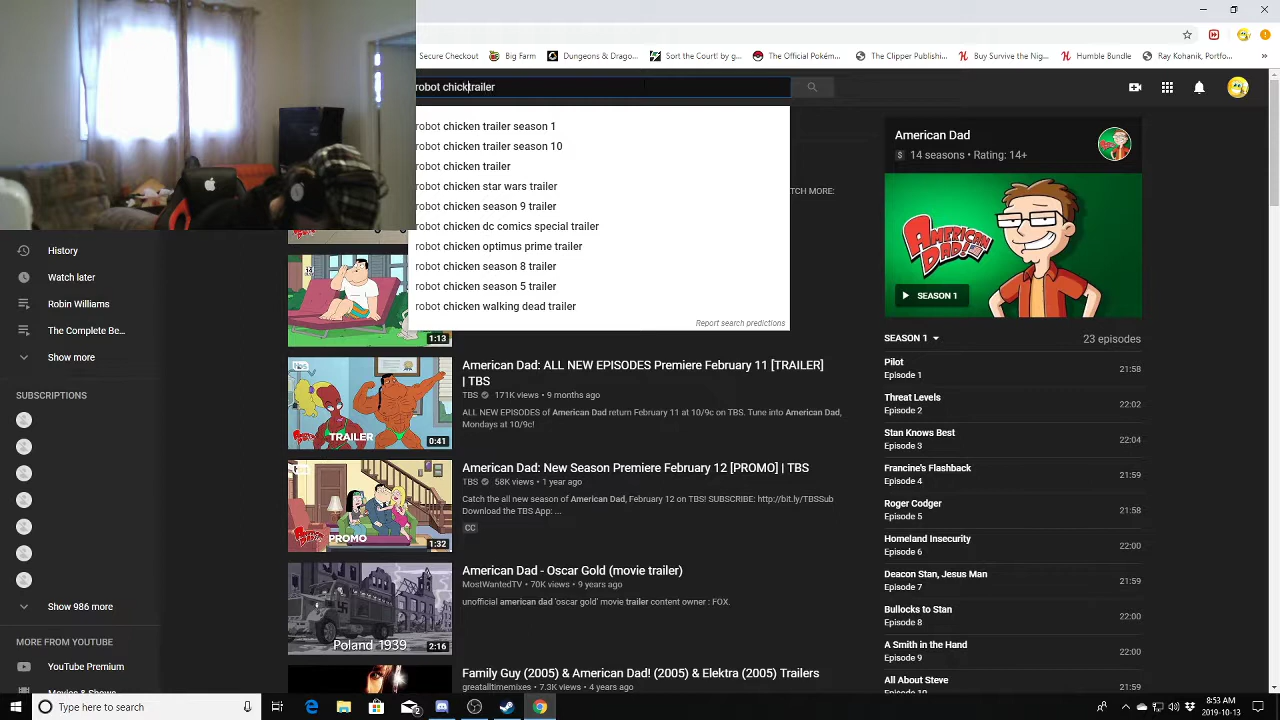 Secure Checkout
Big Farm
Dungeons & Drago...
Sort the Court! by g...
The Official Pokém...
The Clipper Publishi...
Buy Survive the Nig...
Humble Bundle
Ray Kohanik, Portfo...
robot chicktrailer
robot chicken trailer season 1
robot chicken trailer season 10
robot chicken trailer
robot chicken star wars trailer
robot chicken season 9 trailer
robot chicken dc comics special trailer
robot chicken optimus prime trailer
robot chicken season 8 trailer
robot chicken season 5 trailer
robot chicken walking dead trailer
Report search predictions
TCH MORE:
History
Watch later
Robin Williams
The Complete Be...
Show more
SUBSCRIPTIONS
Show 986 more
MORE FROM YOUTUBE
YouTube Premium
Movies & Shows
1:13
TRAILER
0:41
American Dad: ALL NEW EPISODES Premiere February 11 [TRAILER]
| TBS
TBS 171K views • 9 months ago
ALL NEW EPISODES of American Dad return February 11 at 10/9c on TBS. Tune into American Dad,
Mondays at 10/9c!
PROMO
1:32
American Dad: New Season Premiere February 12 [PROMO] | TBS
TBS 58K views • 1 year ago
Catch the all new season of American Dad, February 12 on TBS! SUBSCRIBE: http://bit.ly/TBSSub
Download the TBS App: ...
CC
Poland 1939
2:16
American Dad - Oscar Gold (movie trailer)
MostWantedTV • 70K views • 9 years ago
unofficial american dad 'oscar gold' movie trailer content owner : FOX.
Family Guy (2005) & American Dad! (2005) & Elektra (2005) Trailers
greatalltimemixes • 7.3K views • 4 years ago
American Dad
S 14 seasons • Rating: 14+
AMERICAN DAD!
SEASON 1
SEASON 1
23 episodes
Pilot
Episode 1
21:58
Threat Levels
Episode 2
22:02
Stan Knows Best
Episode 3
22:04
Francine's Flashback
Episode 4
21:59
Roger Codger
Episode 5
21:58
Homeland Insecurity
Episode 6
22:00
Deacon Stan, Jesus Man
Episode 7
21:59
Bullocks to Stan
Episode 8
22:00
A Smith in the Hand
Episode 9
22:00
All About Steve
Episode 10
21:59
Type here to search
8:53 AM
2019-10-13